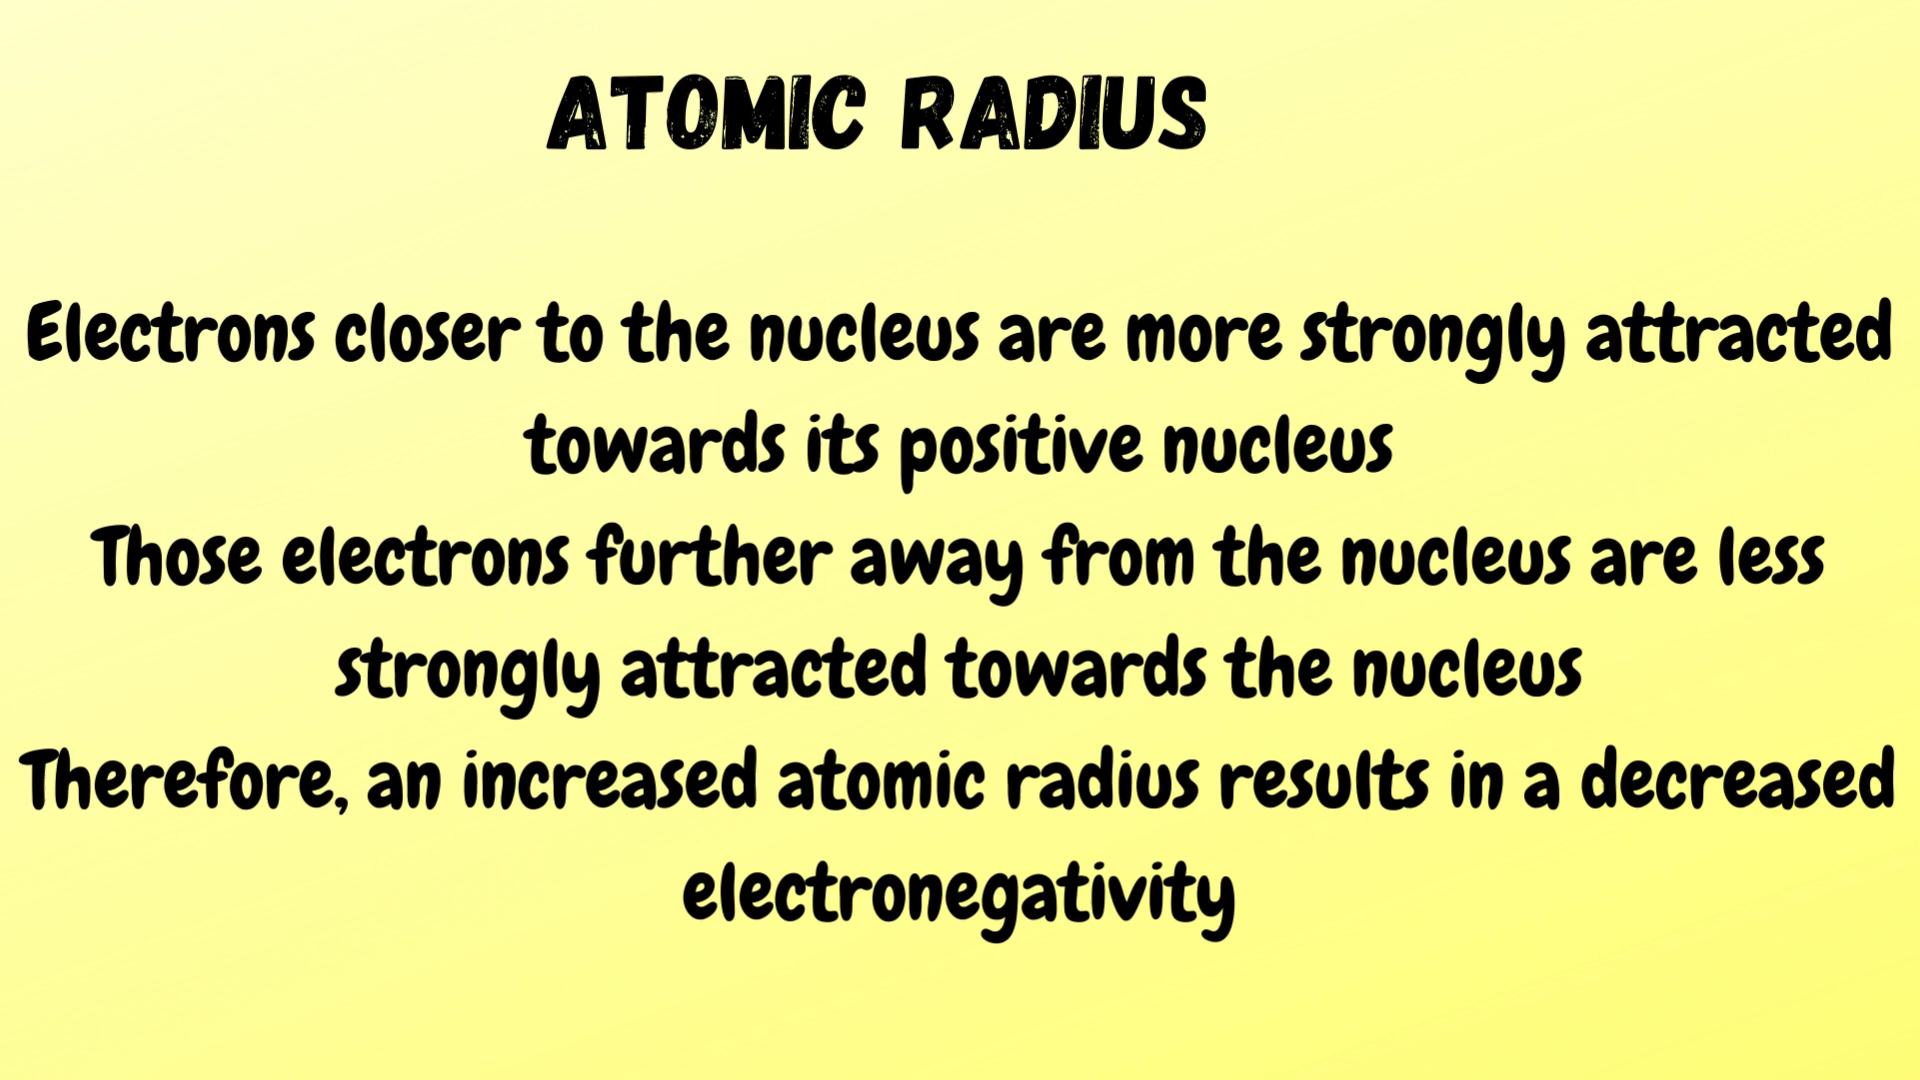 ATOMIC RADIUS
Electrons closer to the nucleus are more strongly attracted
towards its positive nucleus
Those electrons further away from the nucleus are less
strongly attracted towards the nucleus
Therefore, an increased atomic radius results in a decreased
electronegativity